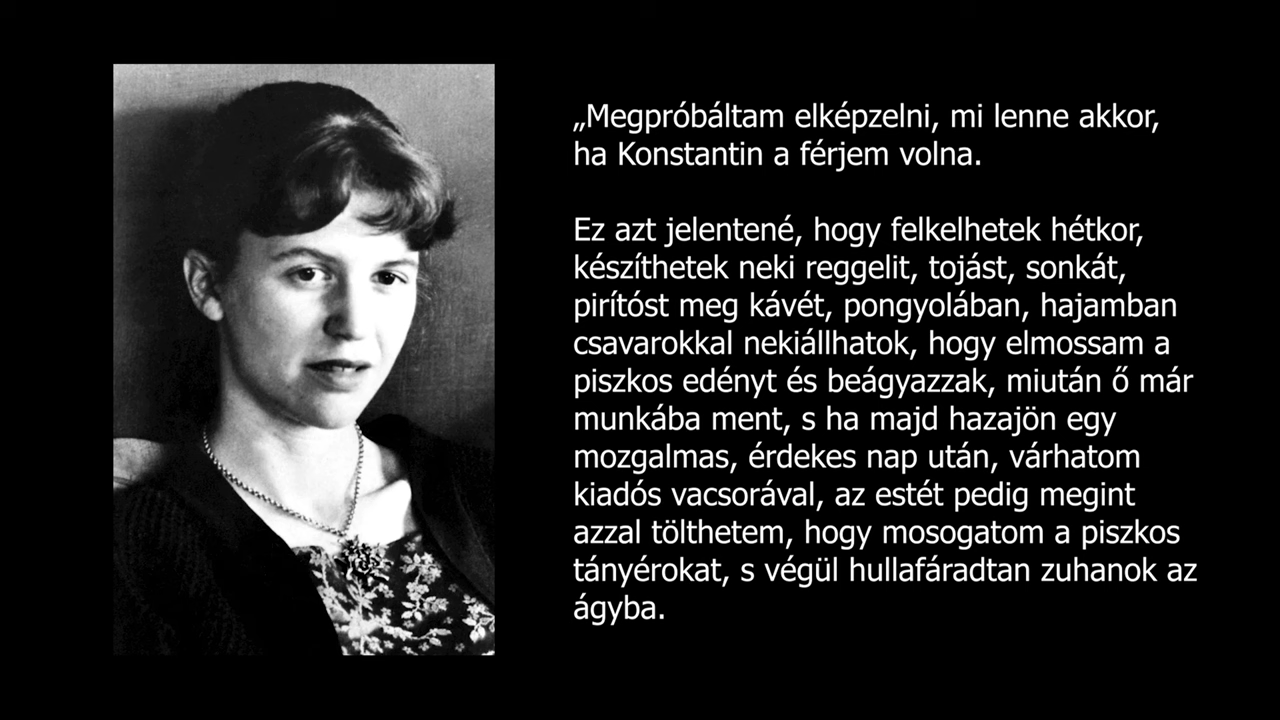 „Megpróbáltam elképzelni, mi lenne akkor,
ha Konstantin a férjem volna.
Ez azt jelentené, hogy felkelhetek hétkor,
készíthetek neki reggelit, tojást, sonkát,
pirítóst meg kávét, pongyolában, hajamban
csavarokkal nekiállhatok, hogy elmossam a
piszkos edényt és beágyazzak, miután ő már
munkába ment, s ha majd hazajön egy
mozgalmas, érdekes nap után, várhatom
kiadós vacsorával, az estét pedig megint
azzal tölthetem, hogy mosogatom a piszkos
tányérokat, s végül hullafáradtan zuhanok az
ágyba.